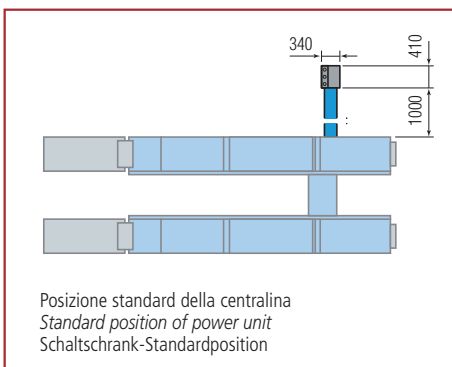 340
410
1000
:
Posizione standard della centralina
Standard position of power unit
Schaltschrank-Standardposition